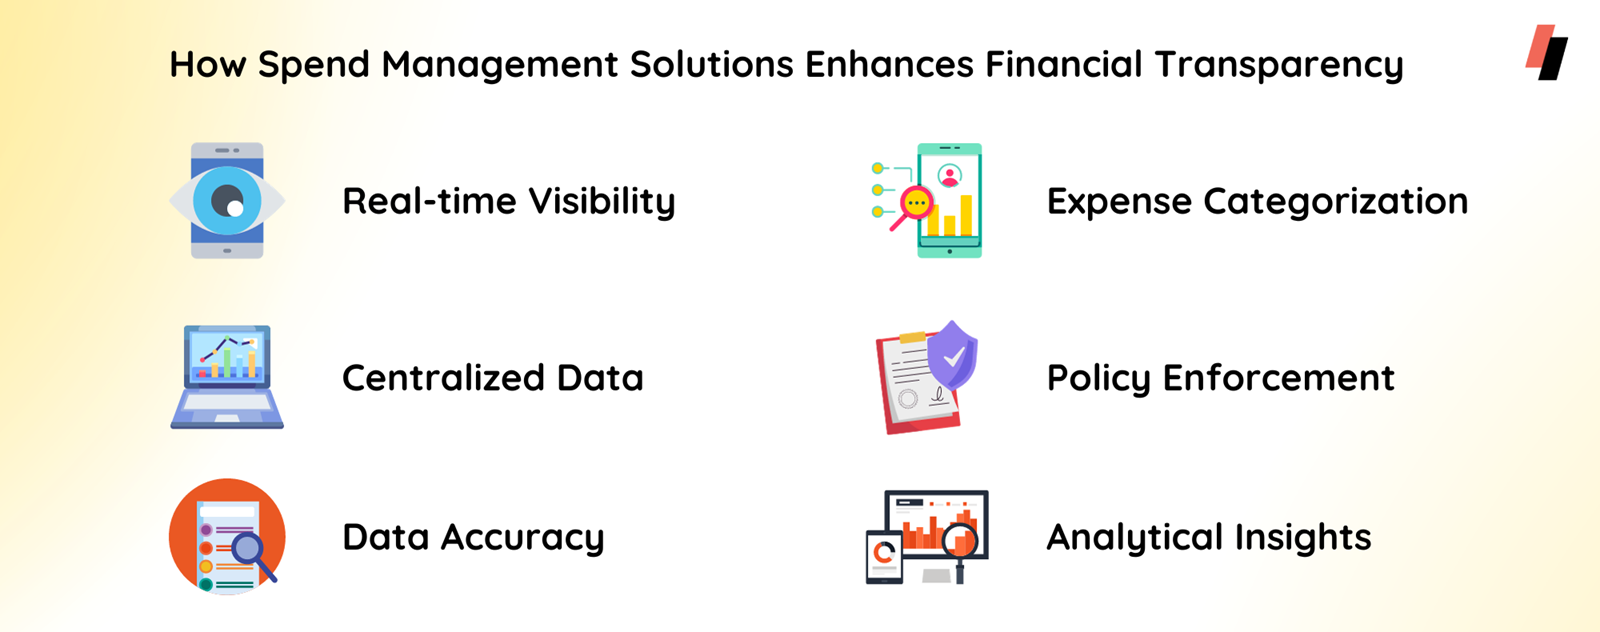 How Spend Management Solutions Enhances Financial Transparency
Real-time Visibility
Expense Categorization
Centralized Data
Policy Enforcement
Data Accuracy
Analytical Insights